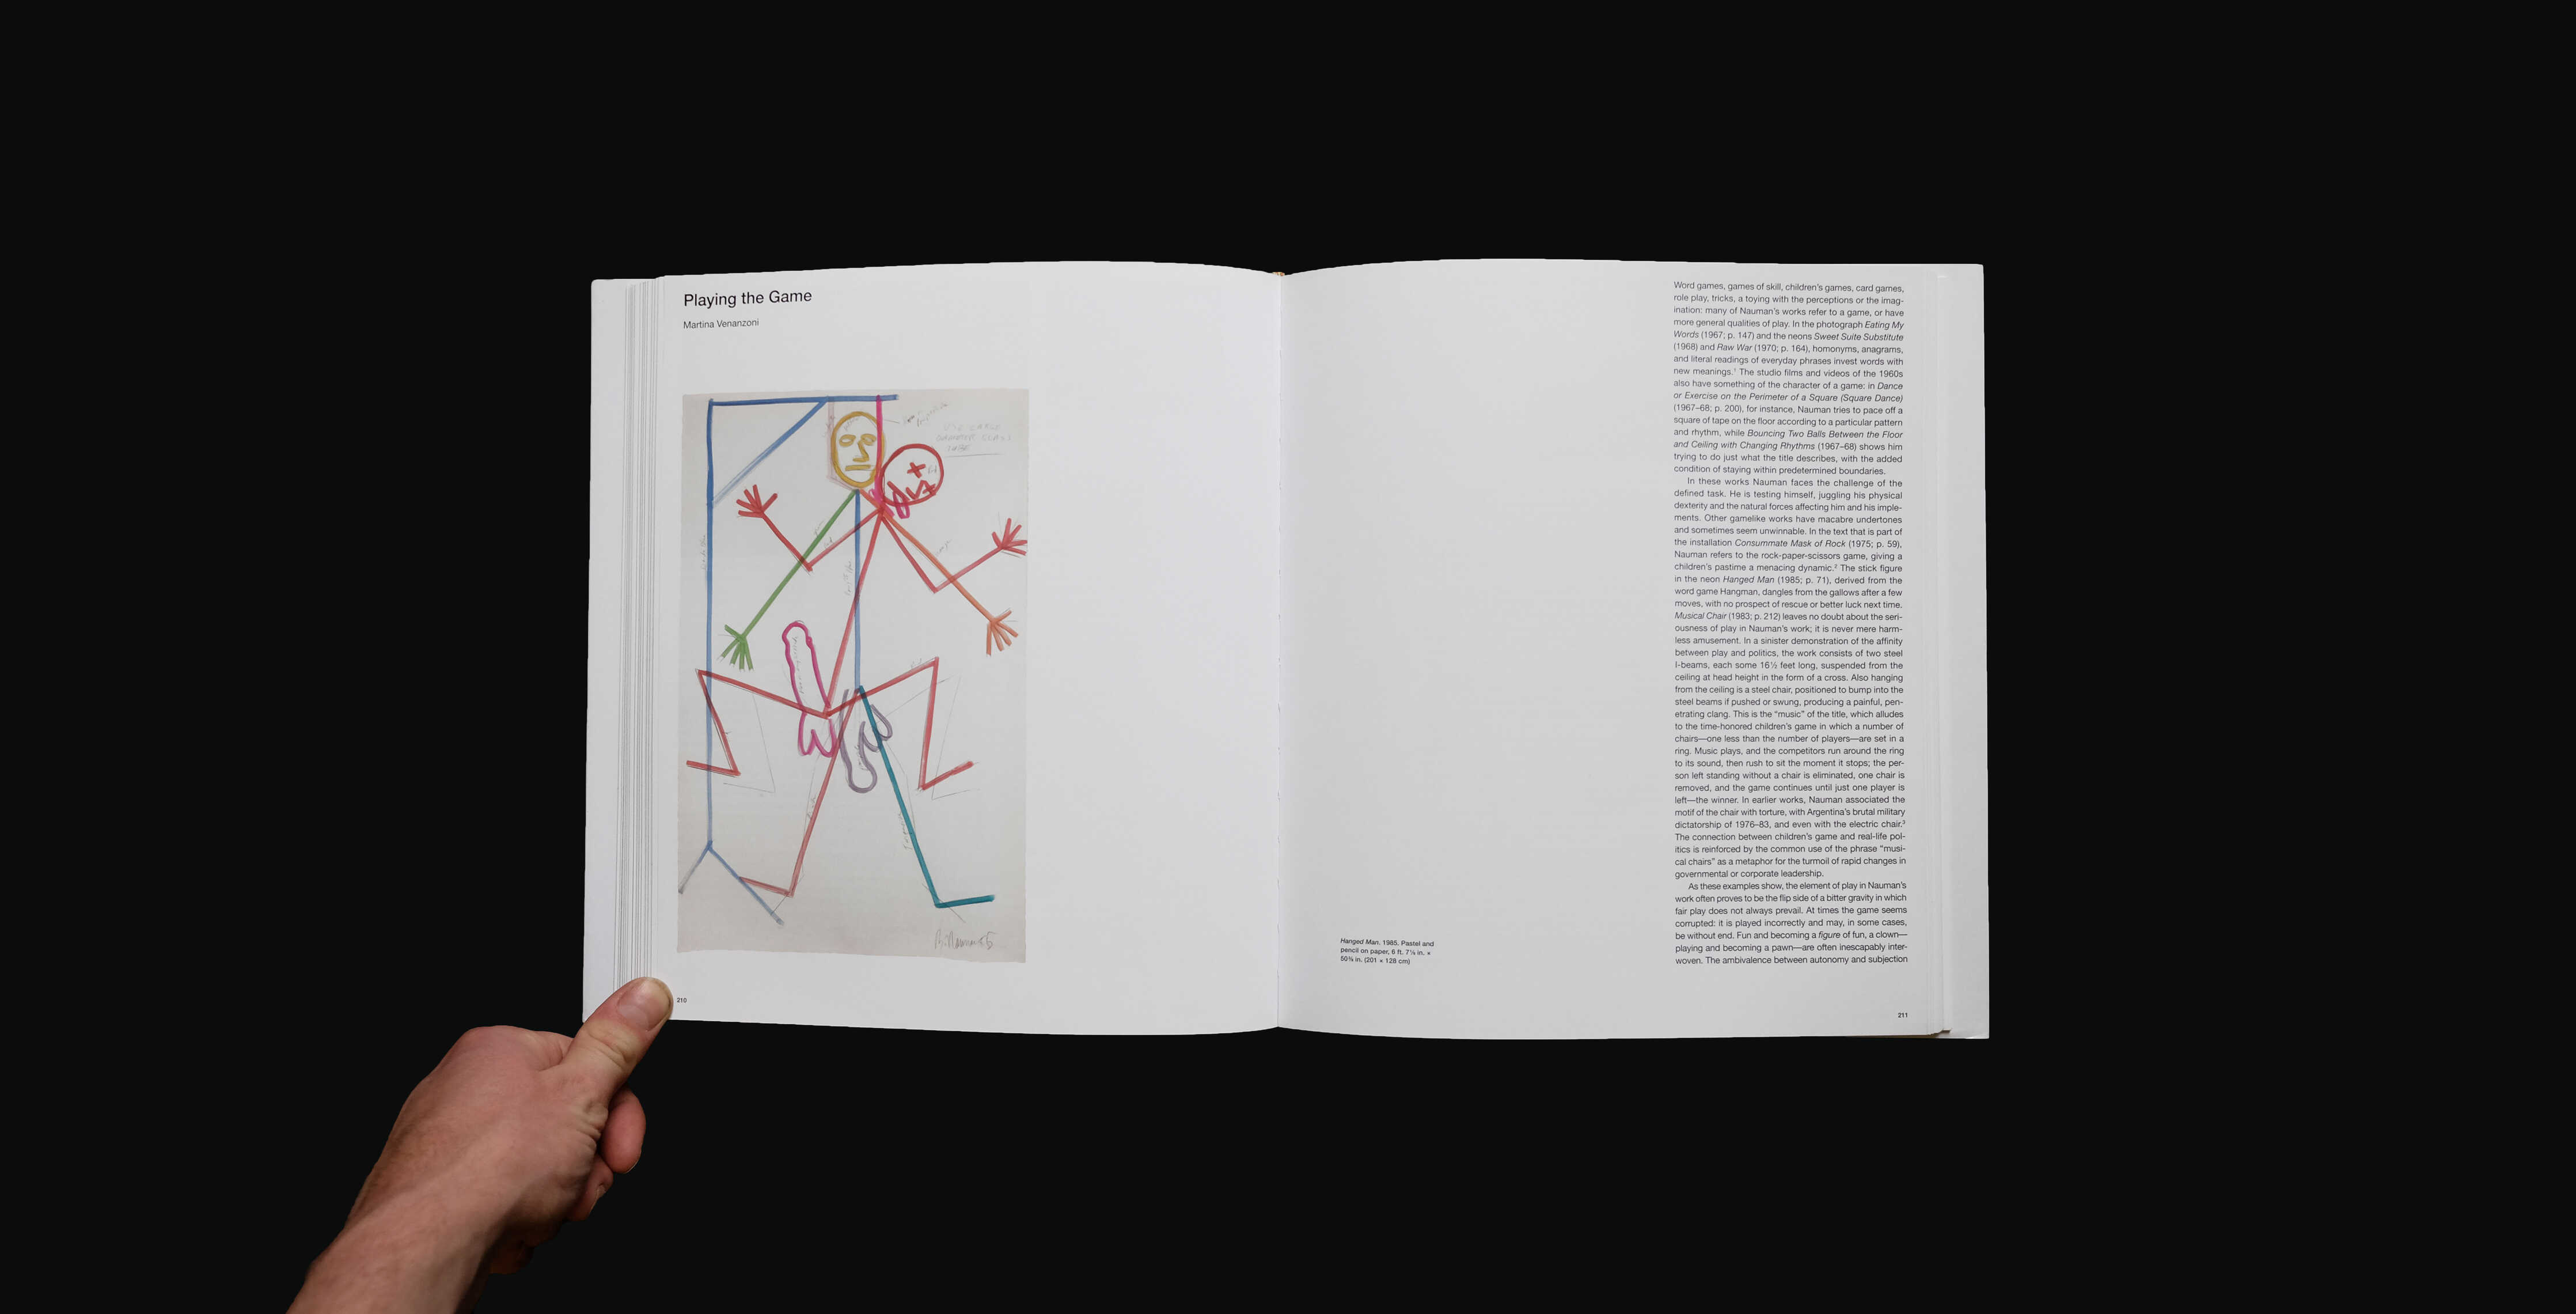 Playing the Game
Martina Venanzoni
B. Nauman 85
210
Hanged Man. 1985. Pastel and
pencil on paper, 6 ft. 7⅛ in. ×
50⅜ in. (201 × 128 cm)
Word games, games of skill, children's games, card games,
role play, tricks, a toying with the perceptions or the imag-
ination: many of Nauman's works refer to a game, or have
more general qualities of play. In the photograph Eating My
Words (1967; p. 147) and the neons Sweet Suite Substitute
(1968) and Raw War (1970; p. 164), homonyms, anagrams,
and literal readings of everyday phrases invest words with
new meanings.¹ The studio films and videos of the 1960s
also have something of the character of a game: in Dance
or Exercise on the Perimeter of a Square (Square Dance)
(1967–68; p. 200), for instance, Nauman tries to pace off a
square of tape on the floor according to a particular pattern
and rhythm, while Bouncing Two Balls Between the Floor
and Ceiling with Changing Rhythms (1967–68) shows him
trying to do just what the title describes, with the added
condition of staying within predetermined boundaries.
In these works Nauman faces the challenge of the
defined task. He is testing himself, juggling his physical
dexterity and the natural forces affecting him and his imple-
ments. Other gamelike works have macabre undertones
and sometimes seem unwinnable. In the text that is part of
the installation Consummate Mask of Rock (1975; p. 59),
Nauman refers to the rock-paper-scissors game, giving a
children's pastime a menacing dynamic.² The stick figure
in the neon Hanged Man (1985; p. 71), derived from the
word game Hangman, dangles from the gallows after a few
moves, with no prospect of rescue or better luck next time.
Musical Chair (1983; p. 212) leaves no doubt about the seri-
ousness of play in Nauman's work; it is never mere harm-
less amusement. In a sinister demonstration of the affinity
between play and politics, the work consists of two steel
I-beams, each some 16½ feet long, suspended from the
ceiling at head height in the form of a cross. Also hanging
from the ceiling is a steel chair, positioned to bump into the
steel beams if pushed or swung, producing a painful, pen-
etrating clang. This is the "music" of the title, which alludes
to the time-honored children's game in which a number of
chairs—one less than the number of players—are set in a
ring. Music plays, and the competitors run around the ring
to its sound, then rush to sit the moment it stops; the per-
son left standing without a chair is eliminated, one chair is
removed, and the game continues until just one player is
left—the winner. In earlier works, Nauman associated the
motif of the chair with torture, with Argentina's brutal military
dictatorship of 1976–83, and even with the electric chair.³
The connection between children's game and real-life pol-
itics is reinforced by the common use of the phrase "musi-
cal chairs" as a metaphor for the turmoil of rapid changes in
governmental or corporate leadership.
As these examples show, the element of play in Nauman's
work often proves to be the flip side of a bitter gravity in which
fair play does not always prevail. At times the game seems
corrupted: it is played incorrectly and may, in some cases,
be without end. Fun and becoming a figure of fun, a clown—
playing and becoming a pawn—are often inescapably inter-
woven. The ambivalence between autonomy and subjection
211